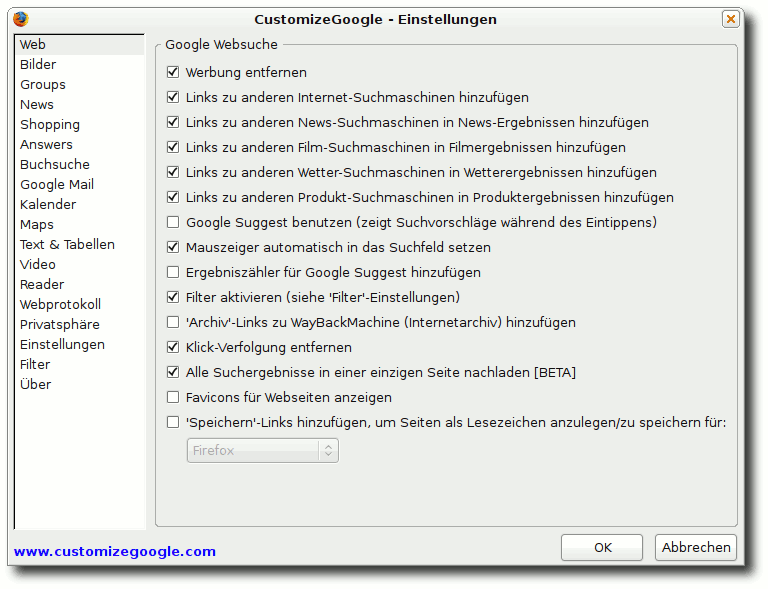 CustomizeGoogle - Einstellungen
Web
Bilder
Groups
News
Shopping
Answers
Buchsuche
Google Mail
Kalender
Maps
Text & Tabellen
Video
Reader
Webprotokoll
Privatsphäre
Einstellungen
Filter
Über
Google Websuche
Werbung entfernen
Links zu anderen Internet-Suchmaschinen hinzufügen
Links zu anderen News-Suchmaschinen in News-Ergebnissen hinzufügen
Links zu anderen Film-Suchmaschinen in Filmergebnissen hinzufügen
Links zu anderen Wetter-Suchmaschinen in Wetterergebnissen hinzufügen
Links zu anderen Produkt-Suchmaschinen in Produktergebnissen hinzufügen
Google Suggest benutzen (zeigt Suchvorschläge während des Eintippens)
Mauszeiger automatisch in das Suchfeld setzen
Ergebniszähler für Google Suggest hinzufügen
Filter aktivieren (siehe 'Filter'-Einstellungen)
'Archiv'-Links zu WayBackMachine (Internetarchiv) hinzufügen
Klick-Verfolgung entfernen
Alle Suchergebnisse in einer einzigen Seite nachladen [BETA]
Favicons für Webseiten anzeigen
'Speichern'-Links hinzufügen, um Seiten als Lesezeichen anzulegen/zu speichern für:
Firefox
www.customizegoogle.com
OK
Abbrechen